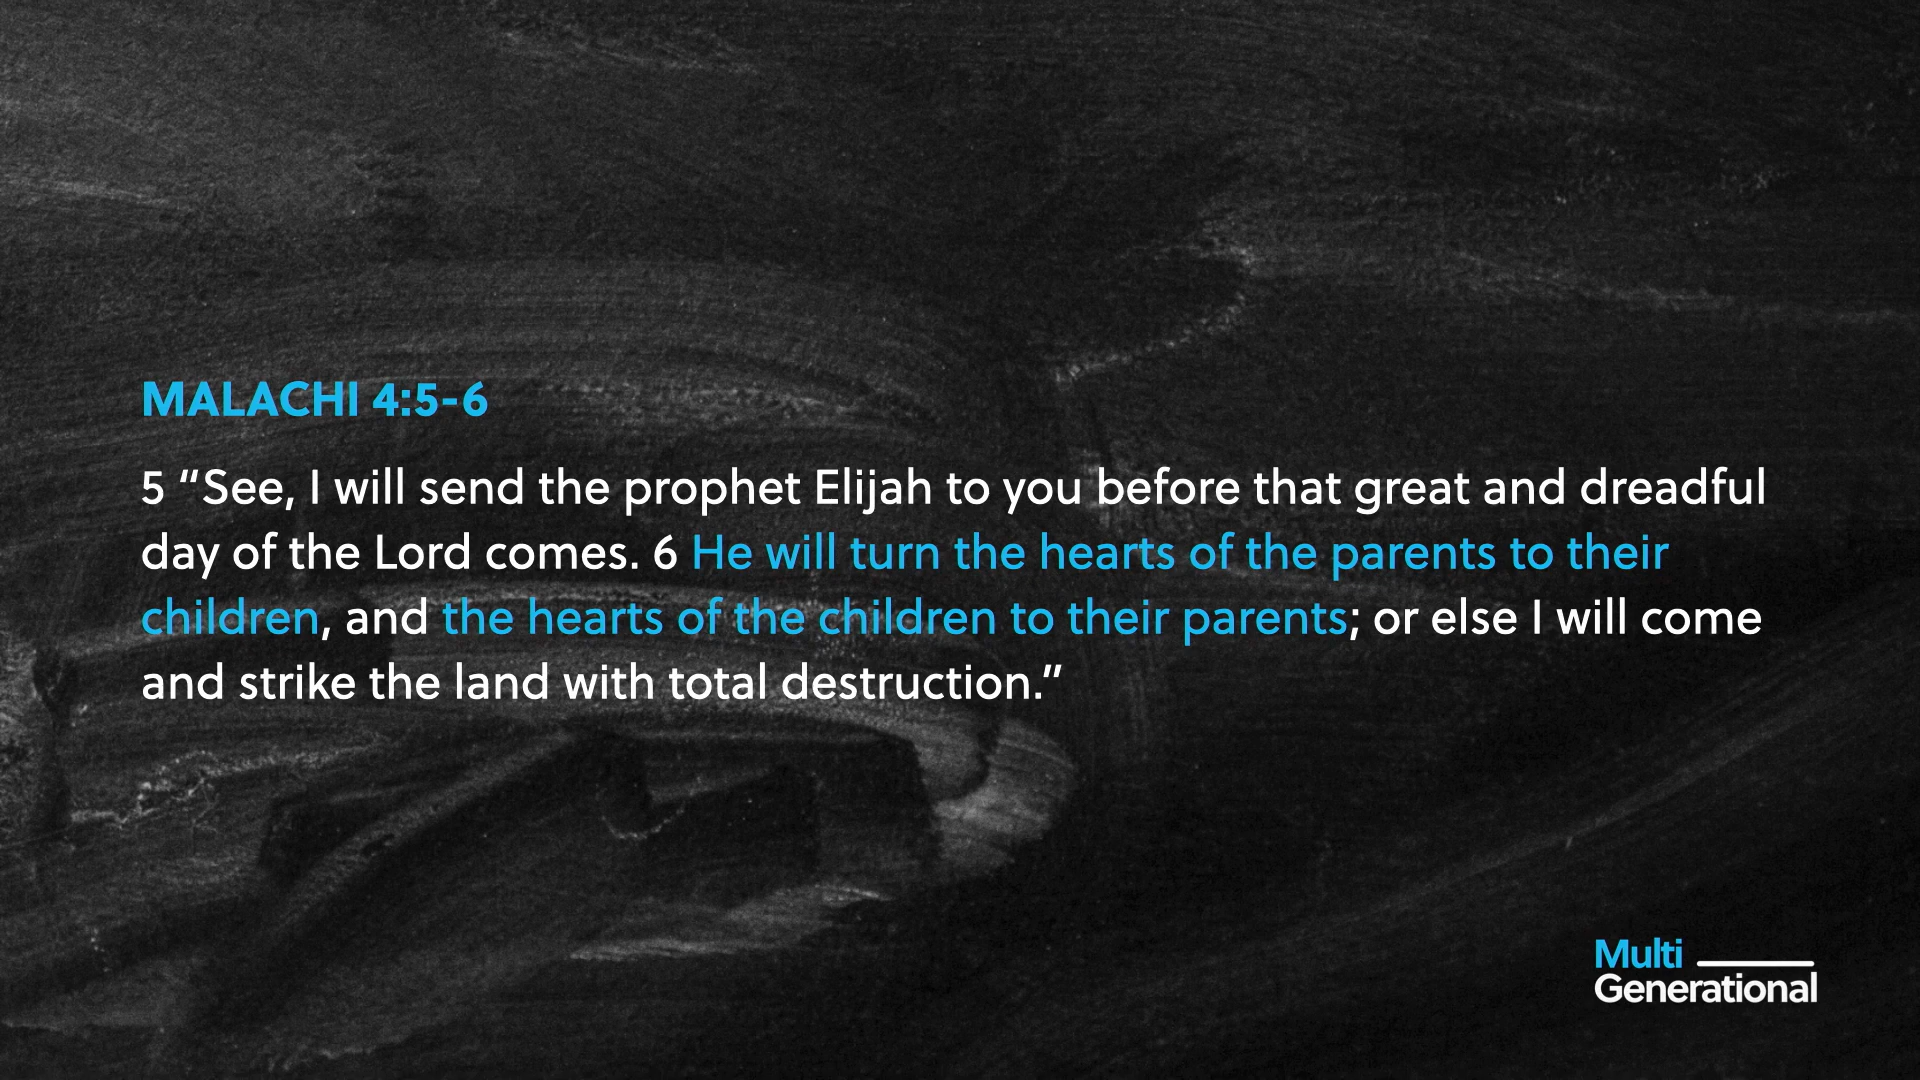 MALACHI 4:5-6
5 “See, I will send the prophet Elijah to you before that great and dreadful
day of the Lord comes. 6 He will turn the hearts of the parents to their
children, and the hearts of the children to their parents; or else I will come
and strike the land with total destruction.”
Multi
Generational